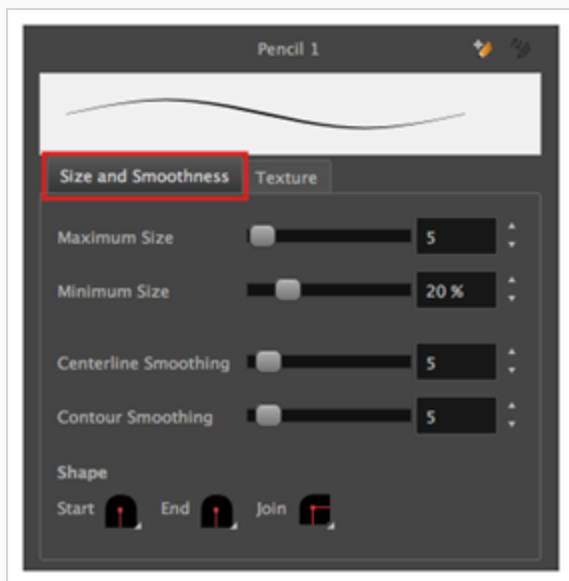 Pencil 1
Size and Smoothness Texture
Maximum Size 5
Minimum Size 20 %
Centerline Smoothing 5
Contour Smoothing 5
Shape
Start End Join